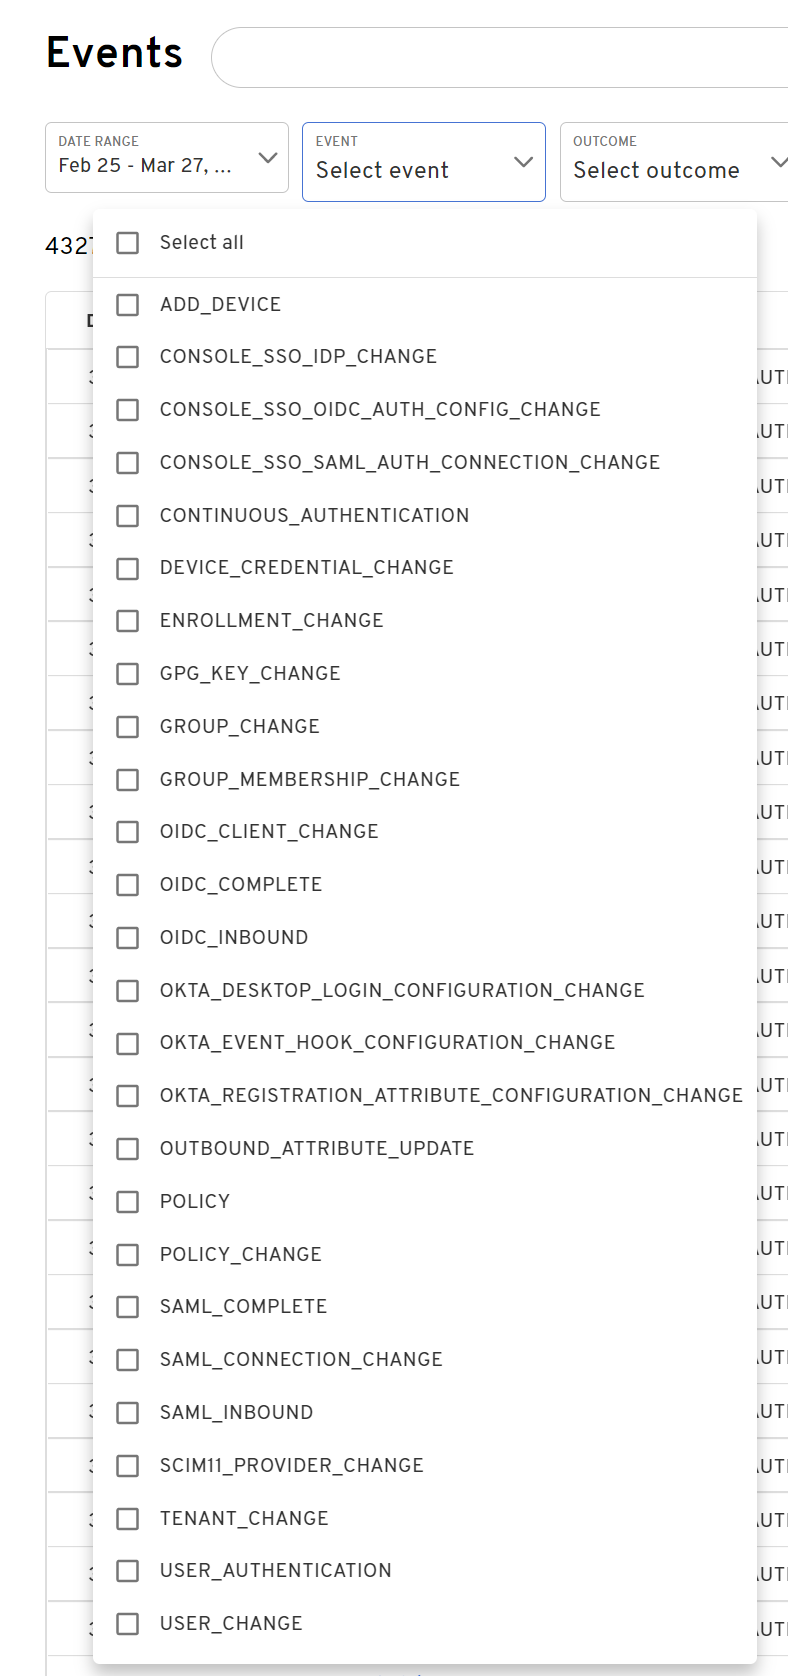 Events
DATE RANGE
Feb 25 - Mar 27, ...
EVENT
Select event
OUTCOME
Select outcome
Select all
ADD_DEVICE
CONSOLE_SSO_IDP_CHANGE
CONSOLE_SSO_OIDC_AUTH_CONFIG_CHANGE
CONSOLE_SSO_SAML_AUTH_CONNECTION_CHANGE
CONTINUOUS_AUTHENTICATION
DEVICE_CREDENTIAL_CHANGE
ENROLLMENT_CHANGE
GPG_KEY_CHANGE
GROUP_CHANGE
GROUP_MEMBERSHIP_CHANGE
OIDC_CLIENT_CHANGE
OIDC_COMPLETE
OIDC_INBOUND
OKTA_DESKTOP_LOGIN_CONFIGURATION_CHANGE
OKTA_EVENT_HOOK_CONFIGURATION_CHANGE
OKTA_REGISTRATION_ATTRIBUTE_CONFIGURATION_CHANGE
OUTBOUND_ATTRIBUTE_UPDATE
POLICY
POLICY_CHANGE
SAML_COMPLETE
SAML_CONNECTION_CHANGE
SAML_INBOUND
SCIM11_PROVIDER_CHANGE
TENANT_CHANGE
USER_AUTHENTICATION
USER_CHANGE